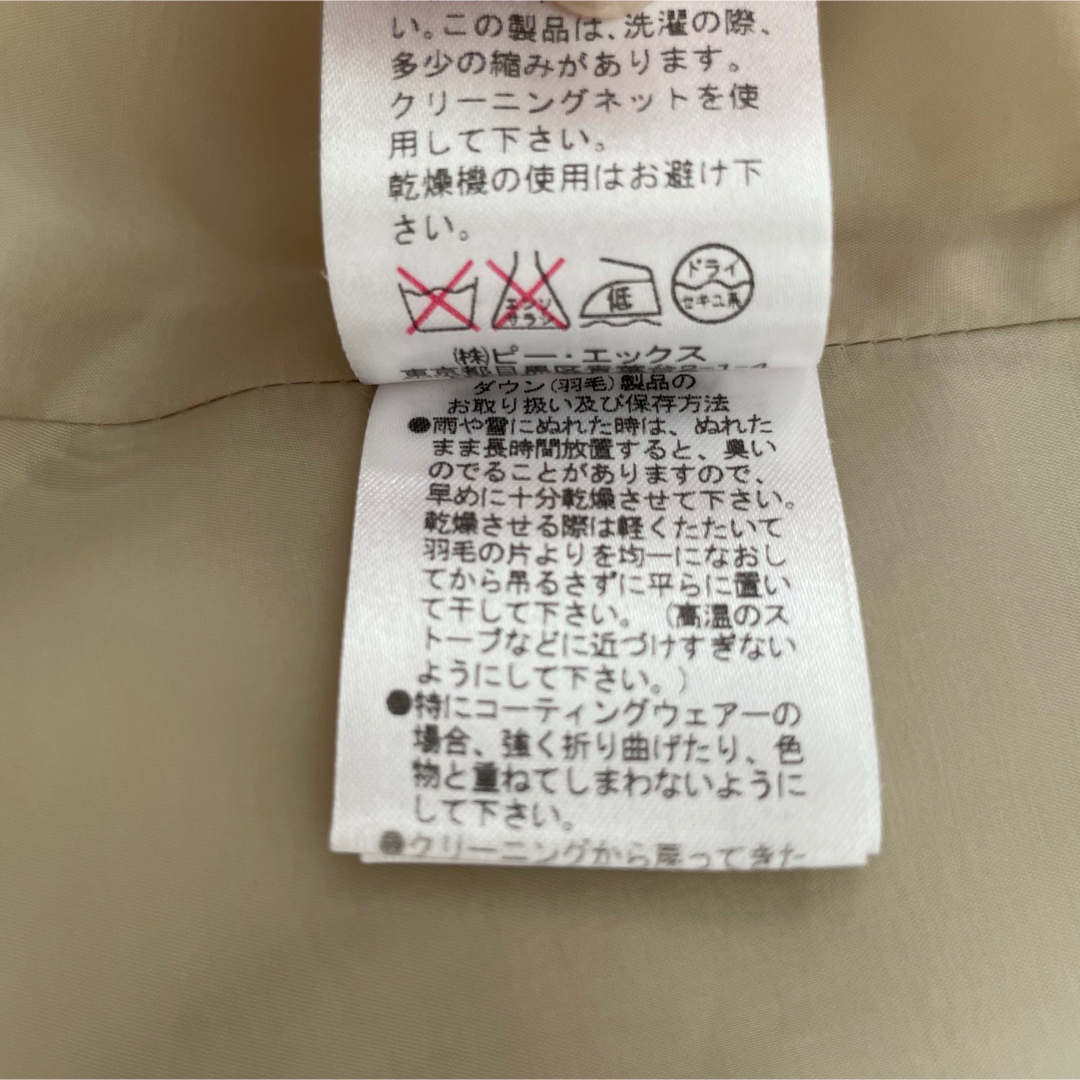 い。この製品は、洗濯の際、
多少の縮みがあります。
クリーニングネットを使
用して下さい。
乾燥機の使用はお避け下
さい。
エンソ
サラシ
低
ドライ
セキユ系
(株)ピー・エックス
東京都目黒区青葉台2-1-4
ダウン(羽毛)製品の
お取り扱い及び保存方法
●雨や雪にぬれた時は、ぬれた
まま長時間放置すると、臭い
のでることがありますので、
早めに十分乾燥させて下さい。
乾燥させる際は軽くたたいて
羽毛の片よりを均一になおし
てから吊るさずに平らに置い
て干して下さい。(高温のス
トーブなどに近づけすぎない
ようにして下さい。)
●特にコーティングウェアーの
場合、強く折り曲げたり、色
物と重ねてしまわないように
して下さい。
●クリーニングから戻ってきた